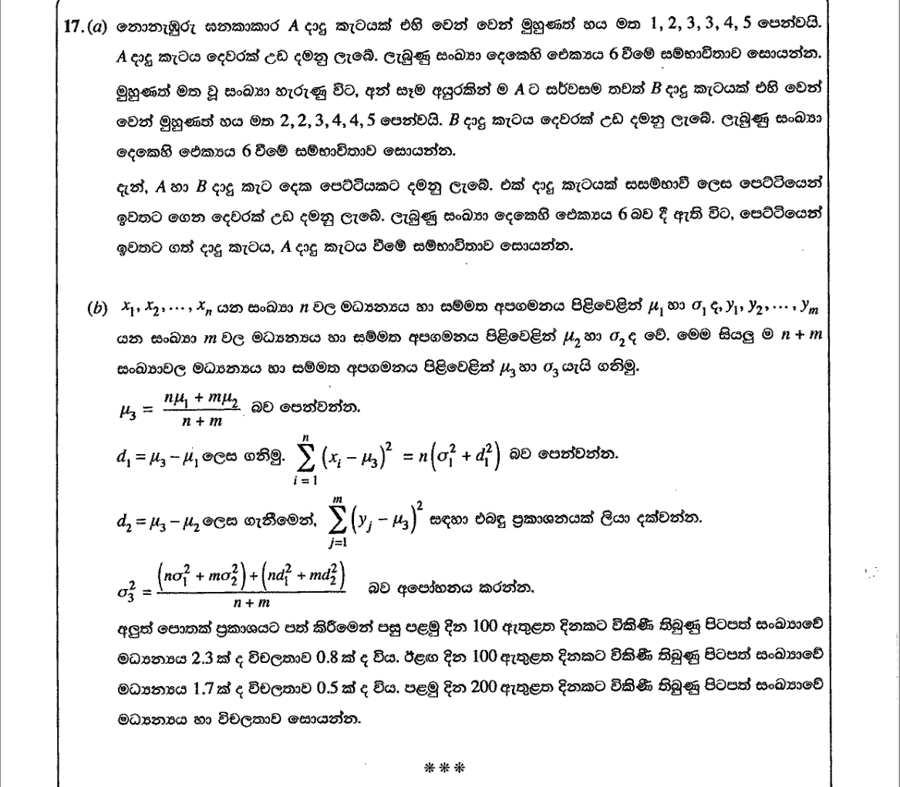 17.(a) නොනැඹුරු ඝනකාකාර A දාදු කැටයක් එහි වෙන් වෙන් මුහුණත් හය මත 1, 2, 3, 3, 4, 5 පෙන්වයි.
A දාදු කැටය දෙවරක් උඩ දමනු ලැබේ. ලැබුණු සංඛ්‍යා දෙකෙහි ඓක්‍යය 6 වීමේ සම්භාවිතාව සොයන්න.
මුහුණත් මත වූ සංඛ්‍යා හැරුණු විට, අන් සෑම අයුරකින් ම A ට සර්වසම තවත් B දාදු කැටයක් එහි වෙන්
වෙන් මුහුණත් හය මත 2, 2, 3, 4, 4, 5 පෙන්වයි. B දාදු කැටය දෙවරක් උඩ දමනු ලැබේ. ලැබුණු සංඛ්‍යා
දෙකෙහි ඓක්‍යය 6 වීමේ සම්භාවිතාව සොයන්න.
දැන්, A හා B දාදු කැට දෙක පෙට්ටියකට දමනු ලැබේ. එක් දාදු කැටයක් සසම්භාවී ලෙස පෙට්ටියෙන්
ඉවතට ගෙන දෙවරක් උඩ දමනු ලැබේ. ලැබුණු සංඛ්‍යා දෙකෙහි ඓක්‍යය 6 බව දී ඇති විට, පෙට්ටියෙන්
ඉවතට ගත් දාදු කැටය, A දාදු කැටය වීමේ සම්භාවිතාව සොයන්න.
(b) x₁, x₂, ..., xₙ යන සංඛ්‍යා n වල මධ්‍යන්‍යය හා සම්මත අපගමනය පිළිවෙළින් μ₁ හා σ₁ ද, y₁, y₂, ..., yₘ
යන සංඛ්‍යා m වල මධ්‍යන්‍යය හා සම්මත අපගමනය පිළිවෙළින් μ₂ හා σ₂ ද වේ. මෙම සියලු ම n + m
සංඛ්‍යාවල මධ්‍යන්‍යය හා සම්මත අපගමනය පිළිවෙළින් μ₃ හා σ₃ යැයි ගනිමු.
μ₃ = (nμ₁ + mμ₂)/(n + m) බව පෙන්වන්න.
d₁ = μ₃ − μ₁ ලෙස ගනිමු. ∑ᵢ₌₁ⁿ (xᵢ − μ₃)² = n(σ₁² + d₁²) බව පෙන්වන්න.
d₂ = μ₃ − μ₂ ලෙස ගැනීමෙන්, ∑ⱼ₌₁ᵐ (yⱼ − μ₃)² සඳහා එබඳු ප්‍රකාශනයක් ලියා දක්වන්න.
σ₃² = ((nσ₁² + mσ₂²) + (nd₁² + md₂²))/(n + m) බව අපෝහනය කරන්න.
අලුත් පොතක් ප්‍රකාශයට පත් කිරීමෙන් පසු පළමු දින 100 ඇතුළත දිනකට විකිණී තිබුණු පිටපත් සංඛ්‍යාවේ
මධ්‍යන්‍යය 2.3 ක් ද විචලතාව 0.8 ක් ද විය. ඊළඟ දින 100 ඇතුළත දිනකට විකිණී තිබුණු පිටපත් සංඛ්‍යාවේ
මධ්‍යන්‍යය 1.7 ක් ද විචලතාව 0.5 ක් ද විය. පළමු දින 200 ඇතුළත දිනකට විකිණී තිබුණු පිටපත් සංඛ්‍යාවේ
මධ්‍යන්‍යය හා විචලතාව සොයන්න.
* * *